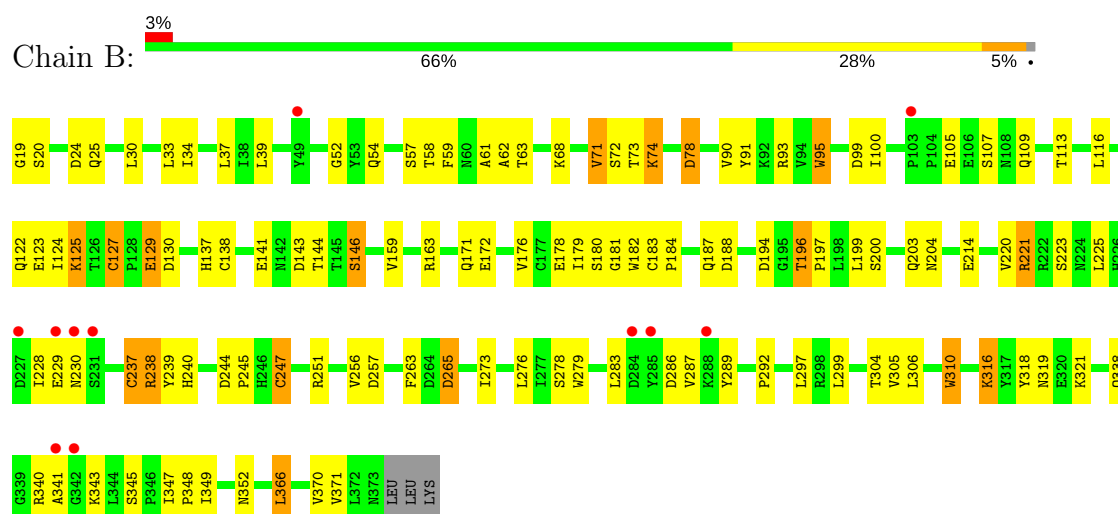 3%
Chain B:
66% 28% 5% •
G19 S20 D24 Q25 L30 L33 I34 L37 I38 L39 Y49 G52 Y53 Q54 S57 T58 F59 N60 A61 A62 T63 K68 V71 S72 T73 K74 D78 V90 Y91 K92 R93 V94 W95 D99 I100 P103 P104 E105 E106 S107 N108 Q109 T113 L116
Q122 E123 I124 K125 T126 C127 P128 E129 D130 H137 C138 E141 N142 D143 T144 T145 S146 V159 R163 Q171 E172 V176 C177 E178 I179 S180 G181 W182 C183 P184 Q187 D188 D194 G195 T196 P197 L198 L199 S200 Q203 N204 E214 V220 R221 R222 S223 N224 L225 H226
D227 I228 E229 N230 S231 C237 R238 Y239 H240 D244 P245 H246 C247 R251 V256 D257 F263 D264 D265 I273 L276 I277 S278 W279 L283 D284 Y285 D286 V287 K288 Y289 P292 L297 R298 L299 T304 V305 L306 W310 K316 Y317 Y318 N319 E320 K321 Q338
G339 R340 A341 G342 K343 L344 S345 P346 I347 P348 I349 N352 L366 V370 V371 L372 N373 LEU LEU LYS